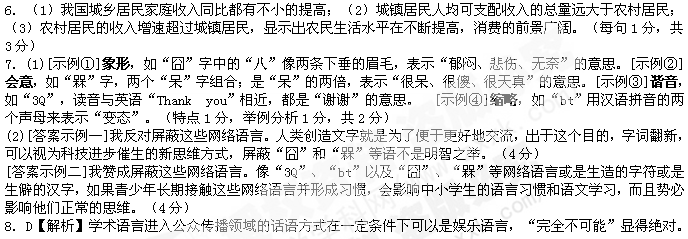 6. （1）我国城乡居民家庭收入同比都有不小的提高；（2）城镇居民人均可支配收入的总量远大于农村居民；
（3）农村居民的收入增速超过城镇居民，显示出农民生活水平在不断提高，消费的前景广阔。（每句1分，共
3分）
7. （1）[示例①]象形，如“囧”字中的“八”像两条下垂的眉毛，表示“郁闷、悲伤、无奈”的意思。[示例②]
会意，如“槑”字，两个“呆”字组合；是“呆”的两倍，表示“很呆、很傻、很天真”的意思。[示例③]谐音，
如“3Q”，读音与英语“Thank you”相近，都是“谢谢”的意思。 [示例④]缩略，如“bt”用汉语拼音的两
个声母来表示“变态”。（特点1分，举例分析1分，共2分）
(2)[答案示例一]我反对屏蔽这些网络语言。人类创造文字就是为了便于更好地交流，出于这个目的，字词翻新，
可以视为科技进步催生的新思维方式，屏蔽“囧”和“槑”等语不是明智之举。（4分）
[答案示例二]我赞成屏蔽这些网络语言。像“3Q”、“bt”以及“囧”、“槑”等网络语言或是生造的字符或是
生僻的汉字，如果青少年长期接触这些网络语言并形成习惯，会影响中小学生的语言习惯和语文学习，而且势必
影响他们正常的思维。（4分）
8. D【解析】学术语言进入公众传播领域的话语方式在一定条件下可以是娱乐语言，“完全不可能”显得绝对。